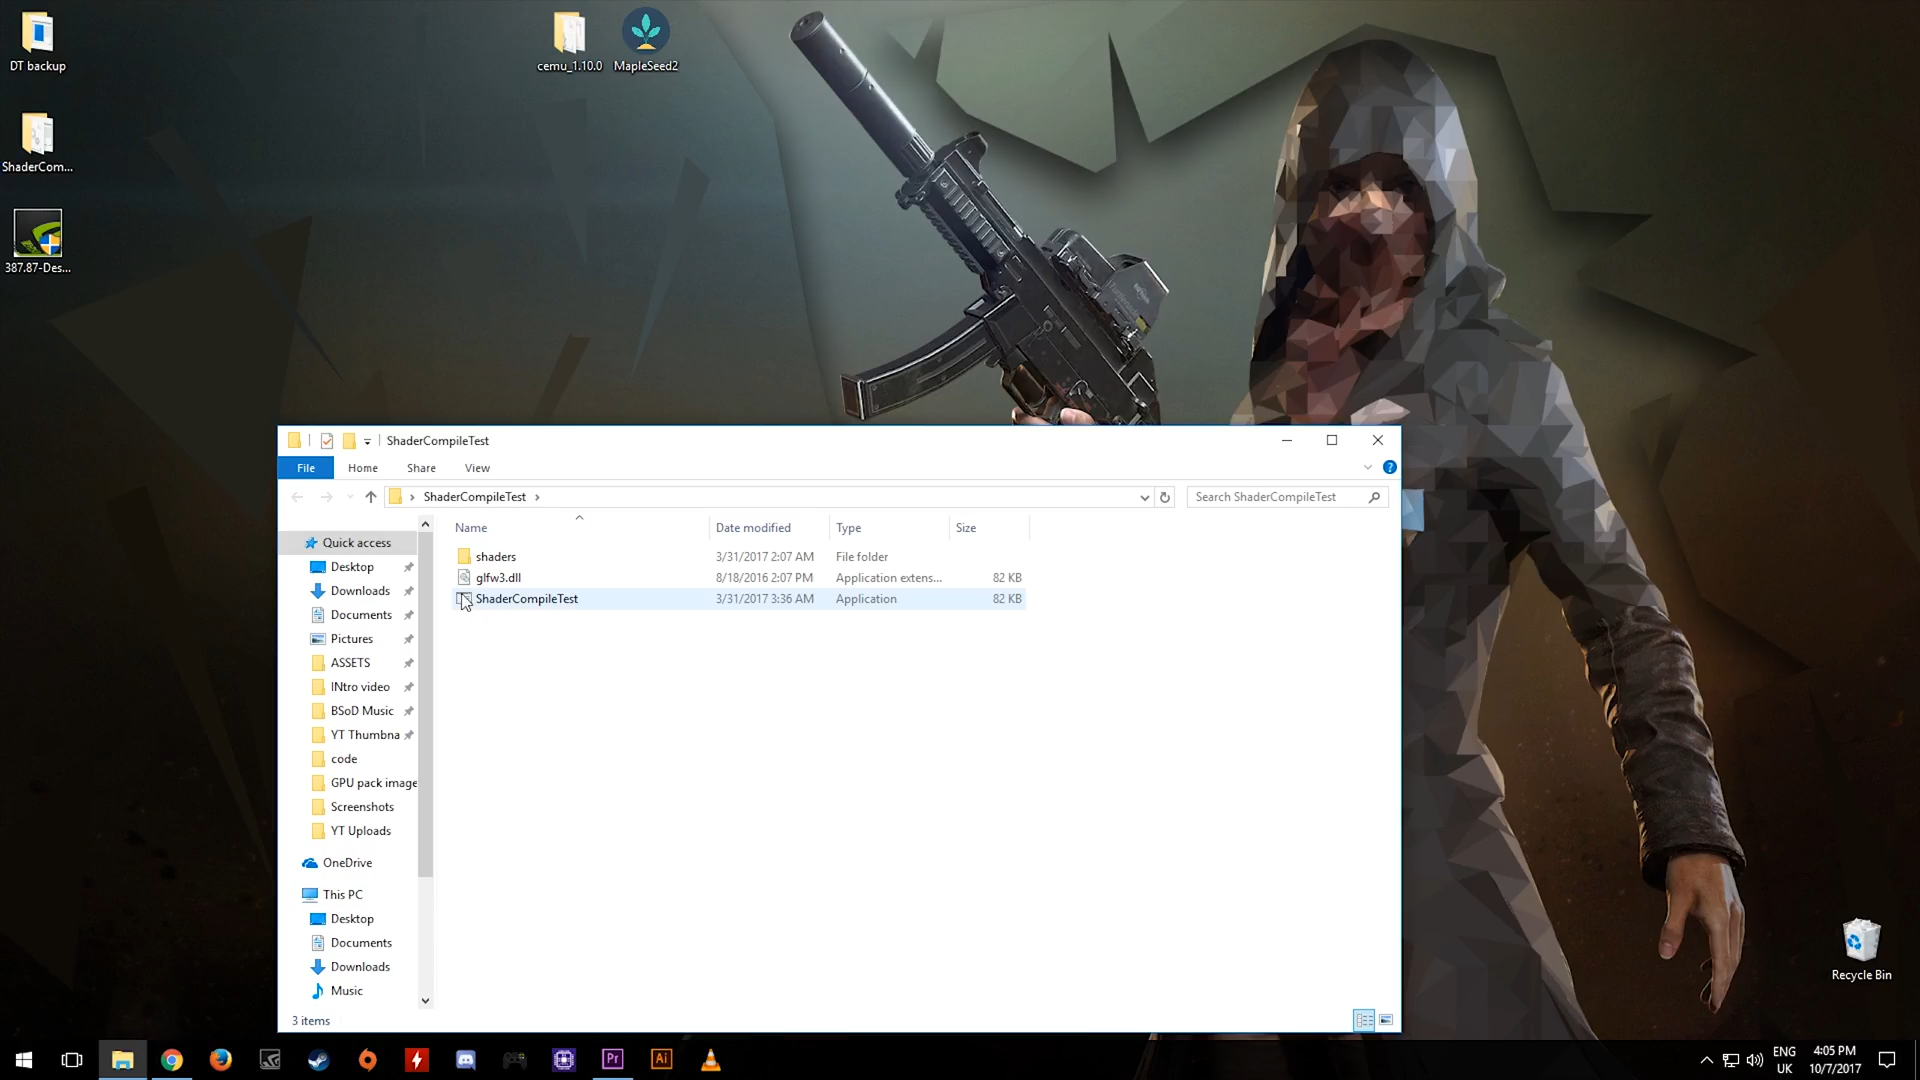 DT backup
cemu_1.10.0
MapleSeed2
ShaderCom...
387.87-Des...
ShaderCompileTest
File
Home
Share
View
ShaderCompileTest
Search ShaderCompileTest
Name
Date modified
Type
Size
shaders
3/31/2017 2:07 AM
File folder
glfw3.dll
8/18/2016 2:07 PM
Application extens...
82 KB
ShaderCompileTest
3/31/2017 3:36 AM
Application
82 KB
Quick access
Desktop
Downloads
Documents
Pictures
ASSETS
INtro video
BSoD Music
YT Thumbna
code
GPU pack image
Screenshots
YT Uploads
OneDrive
This PC
Desktop
Documents
Downloads
Music
3 items
Recycle Bin
Pr
Ai
ENG
UK
4:05 PM
10/7/2017